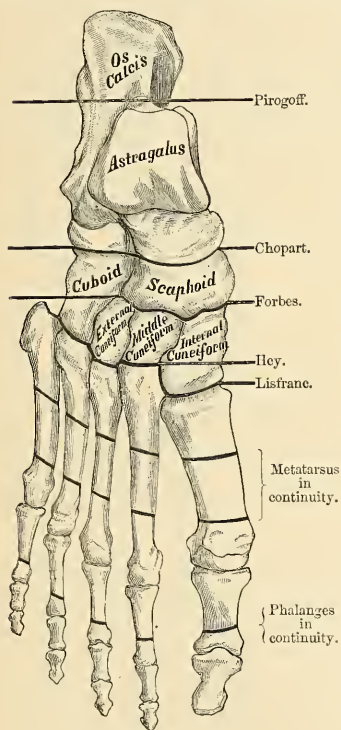 Os
Calcis
Pirogoff.
Astragalus
Chopart.
Cuboid
Scaphoid
Forbes.
External
Cuneiform
Middle
Cuneiform
Internal
Cuneiform
Hey.
Lisfranc.
Metatarsus
in
continuity.
Phalanges
in
continuity.